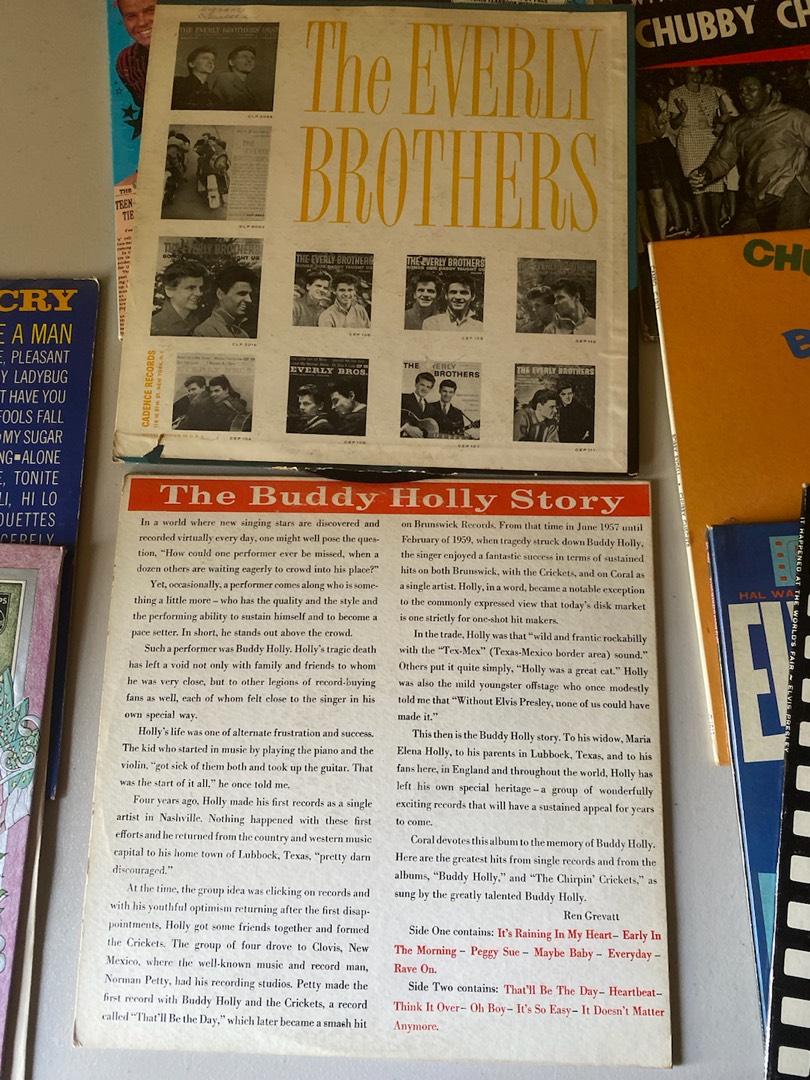 The EVERLY
BROTHERS
THE EVERLY BROTHERS
CLP 3016
THE EVERLY BROTHERS
SONGS OUR DADDY TAUGHT US
THE EVERLY BROTHERS
SONGS OUR DADDY TAUGHT US
EVERLY BROS.
THE EVERLY
BROTHERS
THE EVERLY BROTHERS
CADENCE RECORDS
CHUBBY CH
CHU
B
CRY
E A MAN
E, PLEASANT
Y LADYBUG
T HAVE YOU
FOOLS FALL
MY SUGAR
NG▪ALONE
E, TONITE
LI, HI LO
OUETTES
CERELY
THE
TEEN
TIE
The Buddy Holly Story
In a world where new singing stars are discovered and
recorded virtually every day, one might well pose the ques-
tion, "How could one performer ever be missed, when a
dozen others are waiting eagerly to crowd into his place?"
Yet, occasionally, a performer comes along who is some-
thing a little more – who has the quality and the style and
the performing ability to sustain himself and to become a
pace setter. In short, he stands out above the crowd.
Such a performer was Buddy Holly. Holly's tragic death
has left a void not only with family and friends to whom
he was very close, but to other legions of record-buying
fans as well, each of whom felt close to the singer in his
own special way.
Holly's life was one of alternate frustration and success.
The kid who started in music by playing the piano and the
violin, "got sick of them both and took up the guitar. That
was the start of it all," he once told me.
Four years ago, Holly made his first records as a single
artist in Nashville. Nothing happened with these first
efforts and he returned from the country and western music
capital to his home town of Lubbock, Texas, "pretty darn
discouraged."
At the time, the group idea was clicking on records and
with his youthful optimism returning after the first disap-
pointments, Holly got some friends together and formed
the Crickets. The group of four drove to Clovis, New
Mexico, where the well-known music and record man,
Norman Petty, had his recording studios. Petty made the
first record with Buddy Holly and the Crickets, a record
called "That'll Be the Day," which later became a smash hit
on Brunswick Records. From that time in June 1957 until
February of 1959, when tragedy struck down Buddy Holly,
the singer enjoyed a fantastic success in terms of sustained
hits on both Brunswick, with the Crickets, and on Coral as
a single artist. Holly, in a word, became a notable exception
to the commonly expressed view that today's disk market
is one strictly for one-shot hit makers.
In the trade, Holly was that "wild and frantic rockabilly
with the "Tex-Mex" (Texas-Mexico border area) sound."
Others put it quite simply, "Holly was a great cat." Holly
was also the mild youngster offstage who once modestly
told me that "Without Elvis Presley, none of us could have
made it."
This then is the Buddy Holly story. To his widow, Maria
Elena Holly, to his parents in Lubbock, Texas, and to his
fans here, in England and throughout the world, Holly has
left his own special heritage – a group of wonderfully
exciting records that will have a sustained appeal for years
to come.
Coral devotes this album to the memory of Buddy Holly.
Here are the greatest hits from single records and from the
albums, "Buddy Holly," and "The Chirpin' Crickets," as
sung by the greatly talented Buddy Holly.
Ren Grevatt
Side One contains: It's Raining In My Heart– Early In
The Morning – Peggy Sue – Maybe Baby – Everyday –
Rave On.
Side Two contains: That'll Be The Day– Heartbeat–
Think It Over– Oh Boy– It's So Easy– It Doesn't Matter
Anymore.
HAL WA
IT HAPPENED AT THE WORLD'S FAIR ~ ELVIS PRESLEY